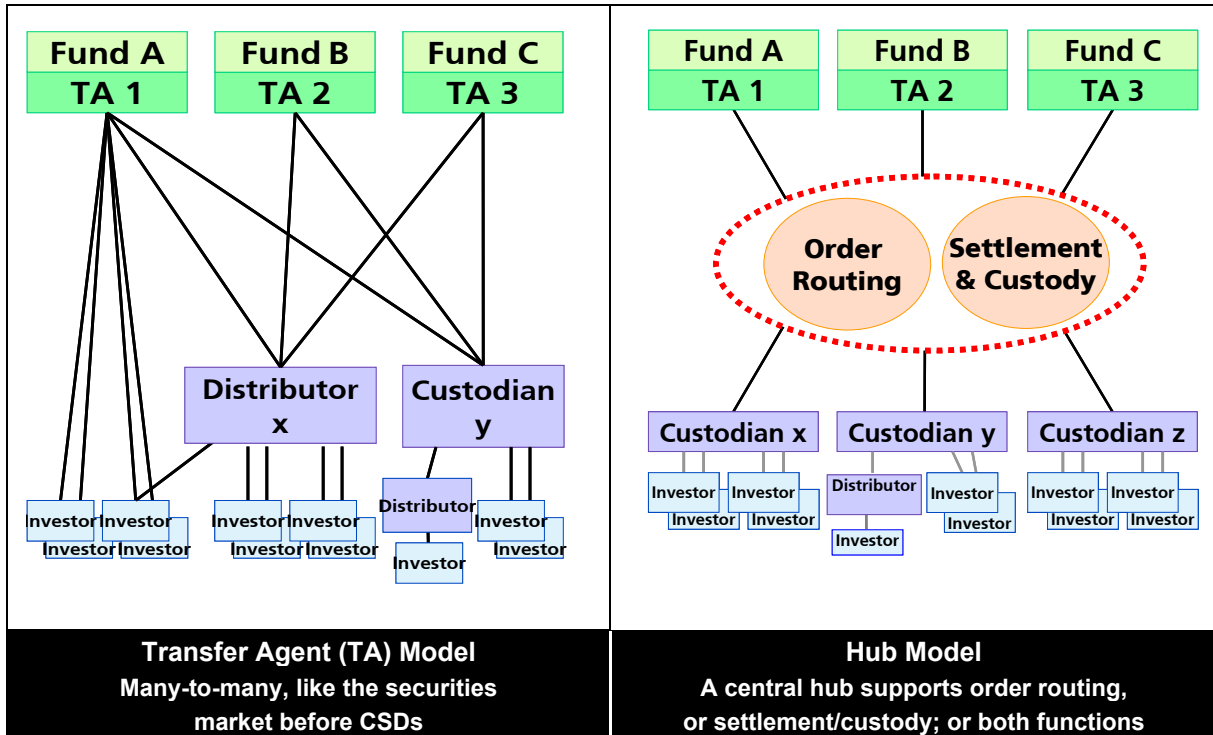 Fund A
Fund B
Fund C
TA 1
TA 2
TA 3
Distributor
x
Custodian
y
Distributor
Investor
Investor
Investor
Investor
Investor
Investor
Investor
Investor
Investor
Investor
Investor
Transfer Agent (TA) Model
Many-to-many, like the securities
market before CSDs
Fund A
Fund B
Fund C
TA 1
TA 2
TA 3
Order
Routing
Settlement
& Custody
Custodian x
Custodian y
Custodian z
Investor
Investor
Distributor
Investor
Investor
Investor
Investor
Investor
Investor
Investor
Investor
Investor
Hub Model
A central hub supports order routing,
or settlement/custody; or both functions